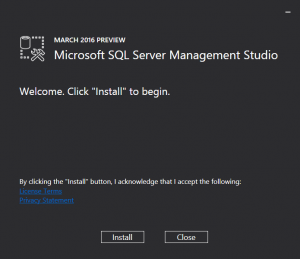 MARCH 2016 PREVIEW
Microsoft SQL Server Management Studio
Welcome. Click "Install" to begin.
By clicking the "Install" button, I acknowledge that I accept the following:
License Terms
Privacy Statement
Install
Close